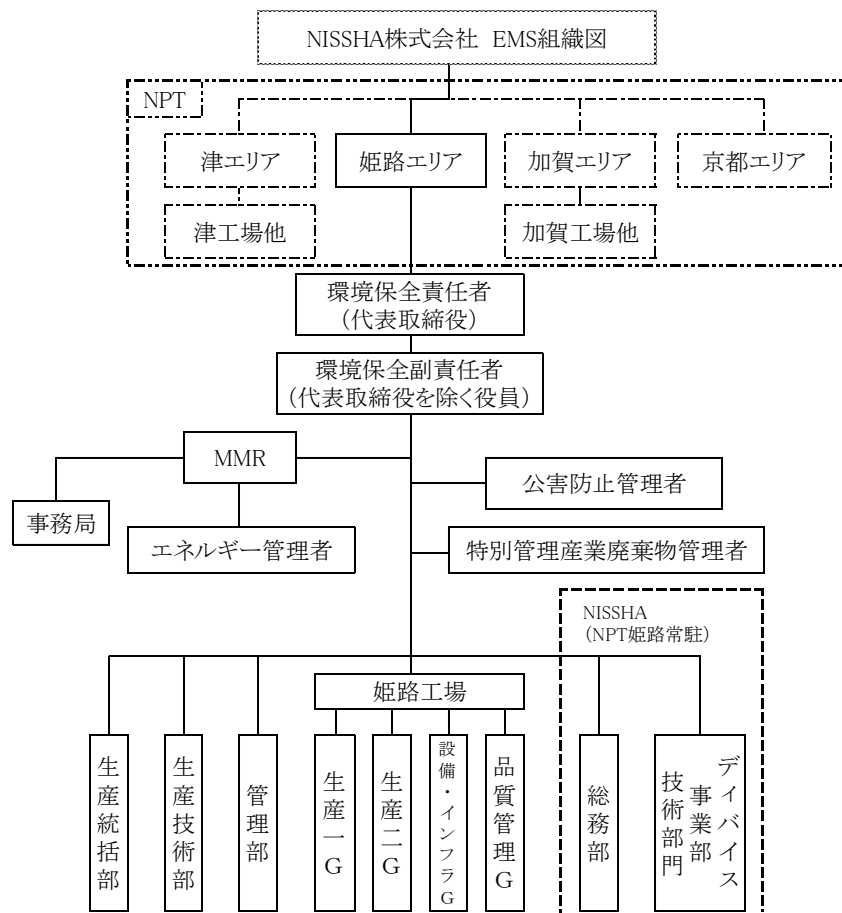 NISSHA株式会社 EMS組織図
NPT
津エリア
姫路エリア
加賀エリア
京都エリア
津工場他
加賀工場他
環境保全責任者
(代表取締役)
環境保全副責任者
(代表取締役を除く役員)
MMR
公害防止管理者
事務局
エネルギー管理者
特別管理産業廃棄物管理者
NISSHA
(NPT姫路常駐)
姫路工場
生産統括部
生産技術部
管理部
生産一G
生産二G
設備・インフラG
品質管理G
総務部
デイバイス
事業部
技術部門